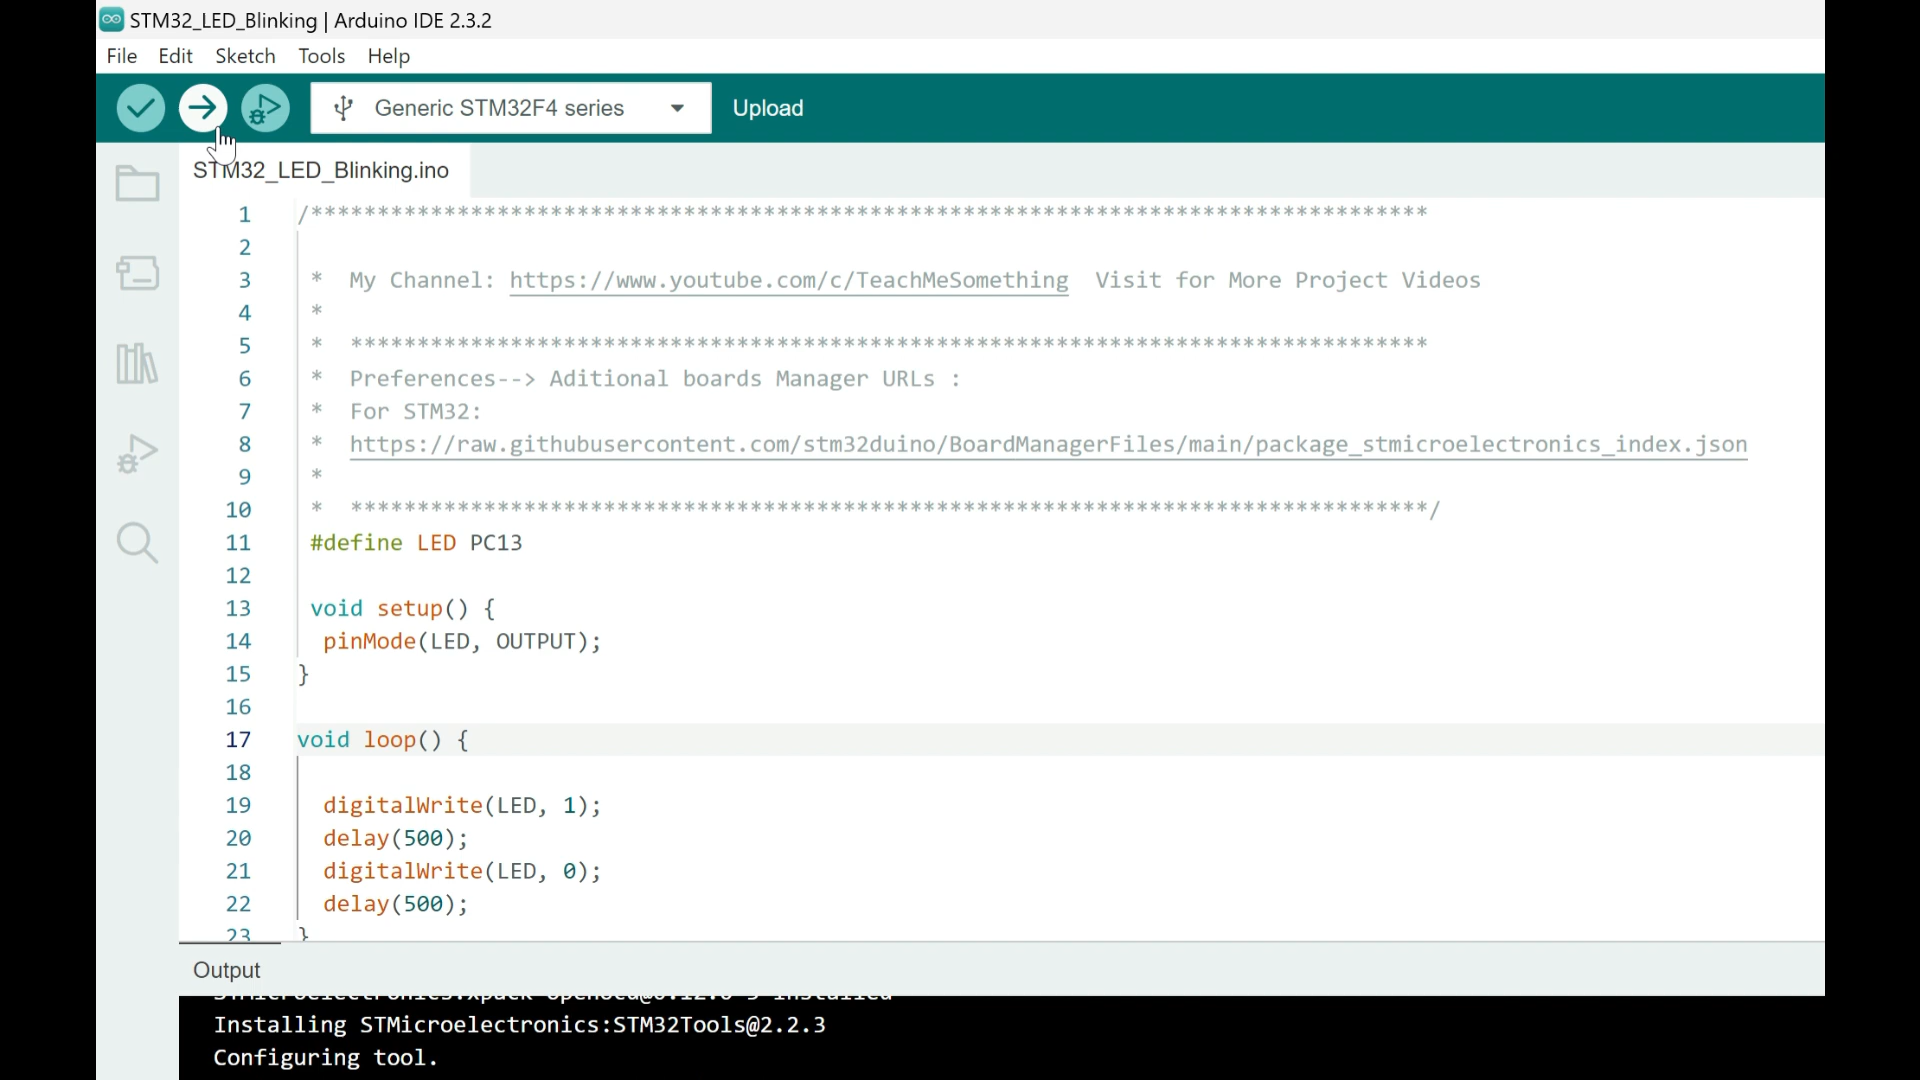 STM32_LED_Blinking | Arduino IDE 2.3.2
File Edit Sketch Tools Help
Generic STM32F4 series Upload
STM32_LED_Blinking.ino
1 /************************************************************************************
2
3 * My Channel: https://www.youtube.com/c/TeachMeSomething Visit for More Project Videos
4 *
5 * *********************************************************************************
6 * Preferences--> Aditional boards Manager URLs :
7 * For STM32:
8 * https://raw.githubusercontent.com/stm32duino/BoardManagerFiles/main/package_stmicroelectronics_index.json
9 *
10 * *********************************************************************************/
11 #define LED PC13
12
13 void setup() {
14 pinMode(LED, OUTPUT);
15 }
16
17 void loop() {
18
19 digitalWrite(LED, 1);
20 delay(500);
21 digitalWrite(LED, 0);
22 delay(500);
23 }
Output
Installing STMicroelectronics:STM32Tools@2.2.3
Configuring tool.